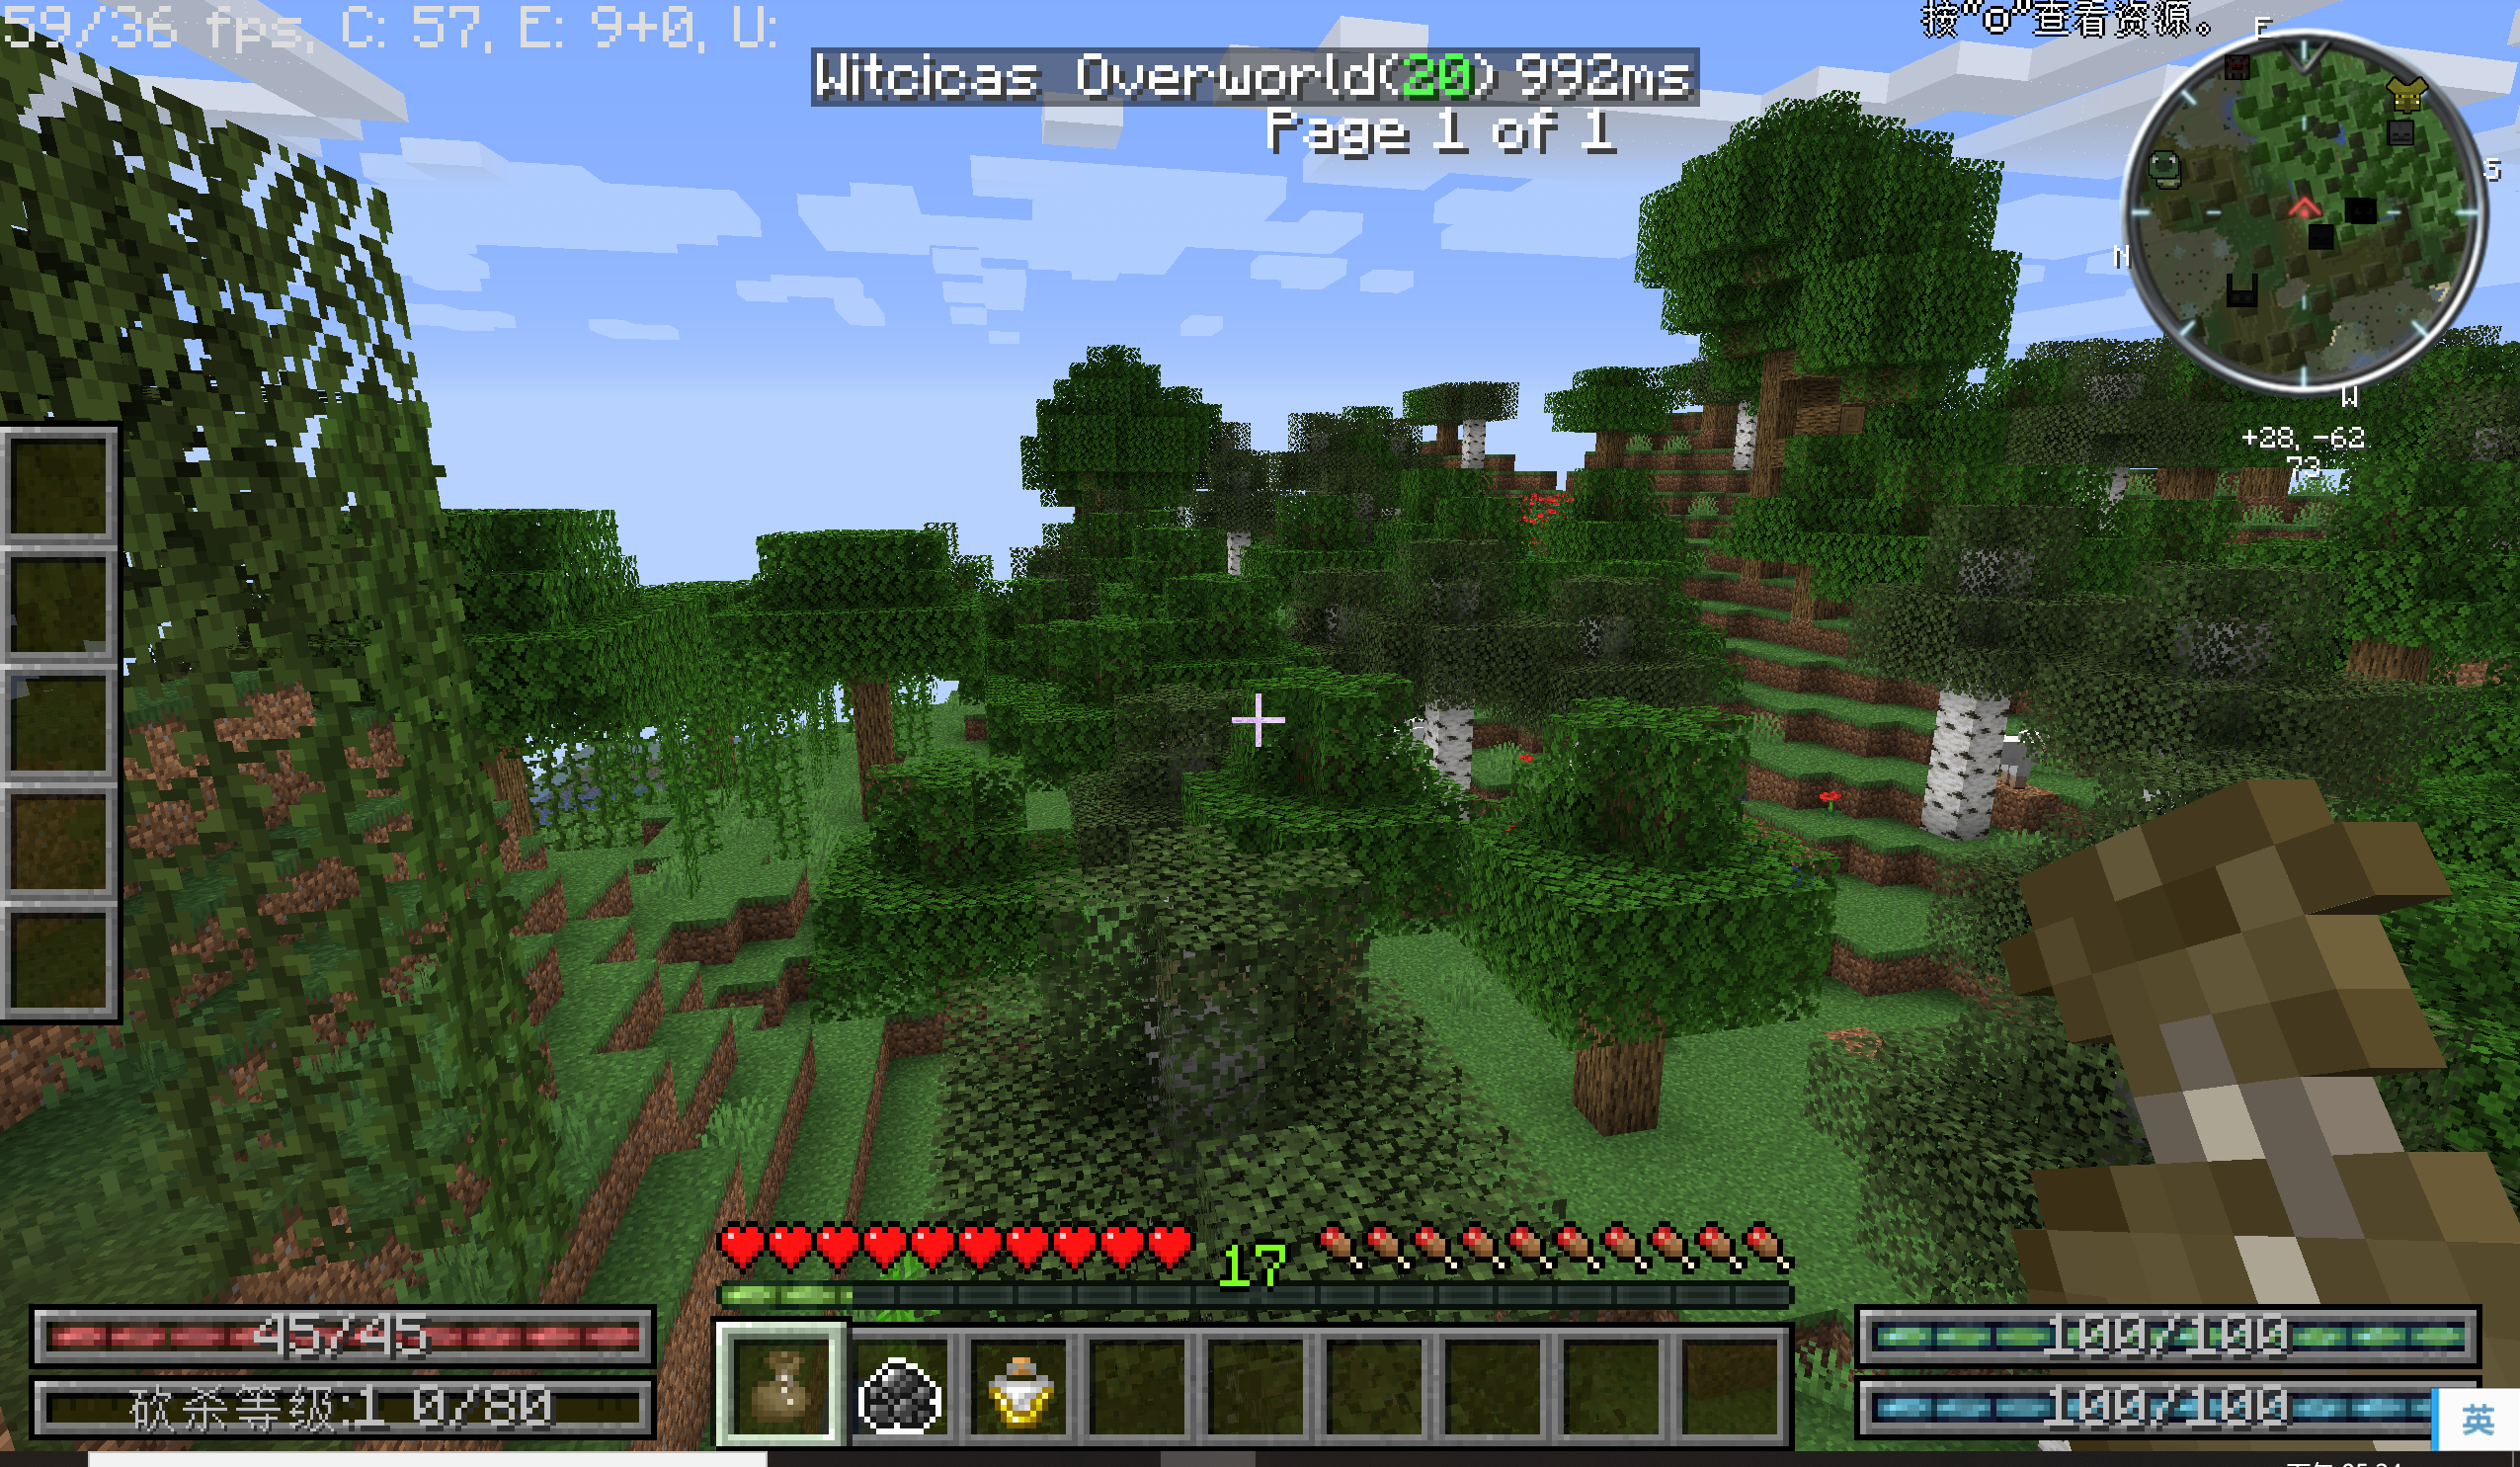 59/36 fps, C: 57, E: 9+0, U:
按"O"查看资源。
Witcicas Overworld(20) 992ms
Page 1 of 1
E
S
N
W
+28, -62
73
17
45/45
砍杀等级:1 0/80
100/100
100/100
英